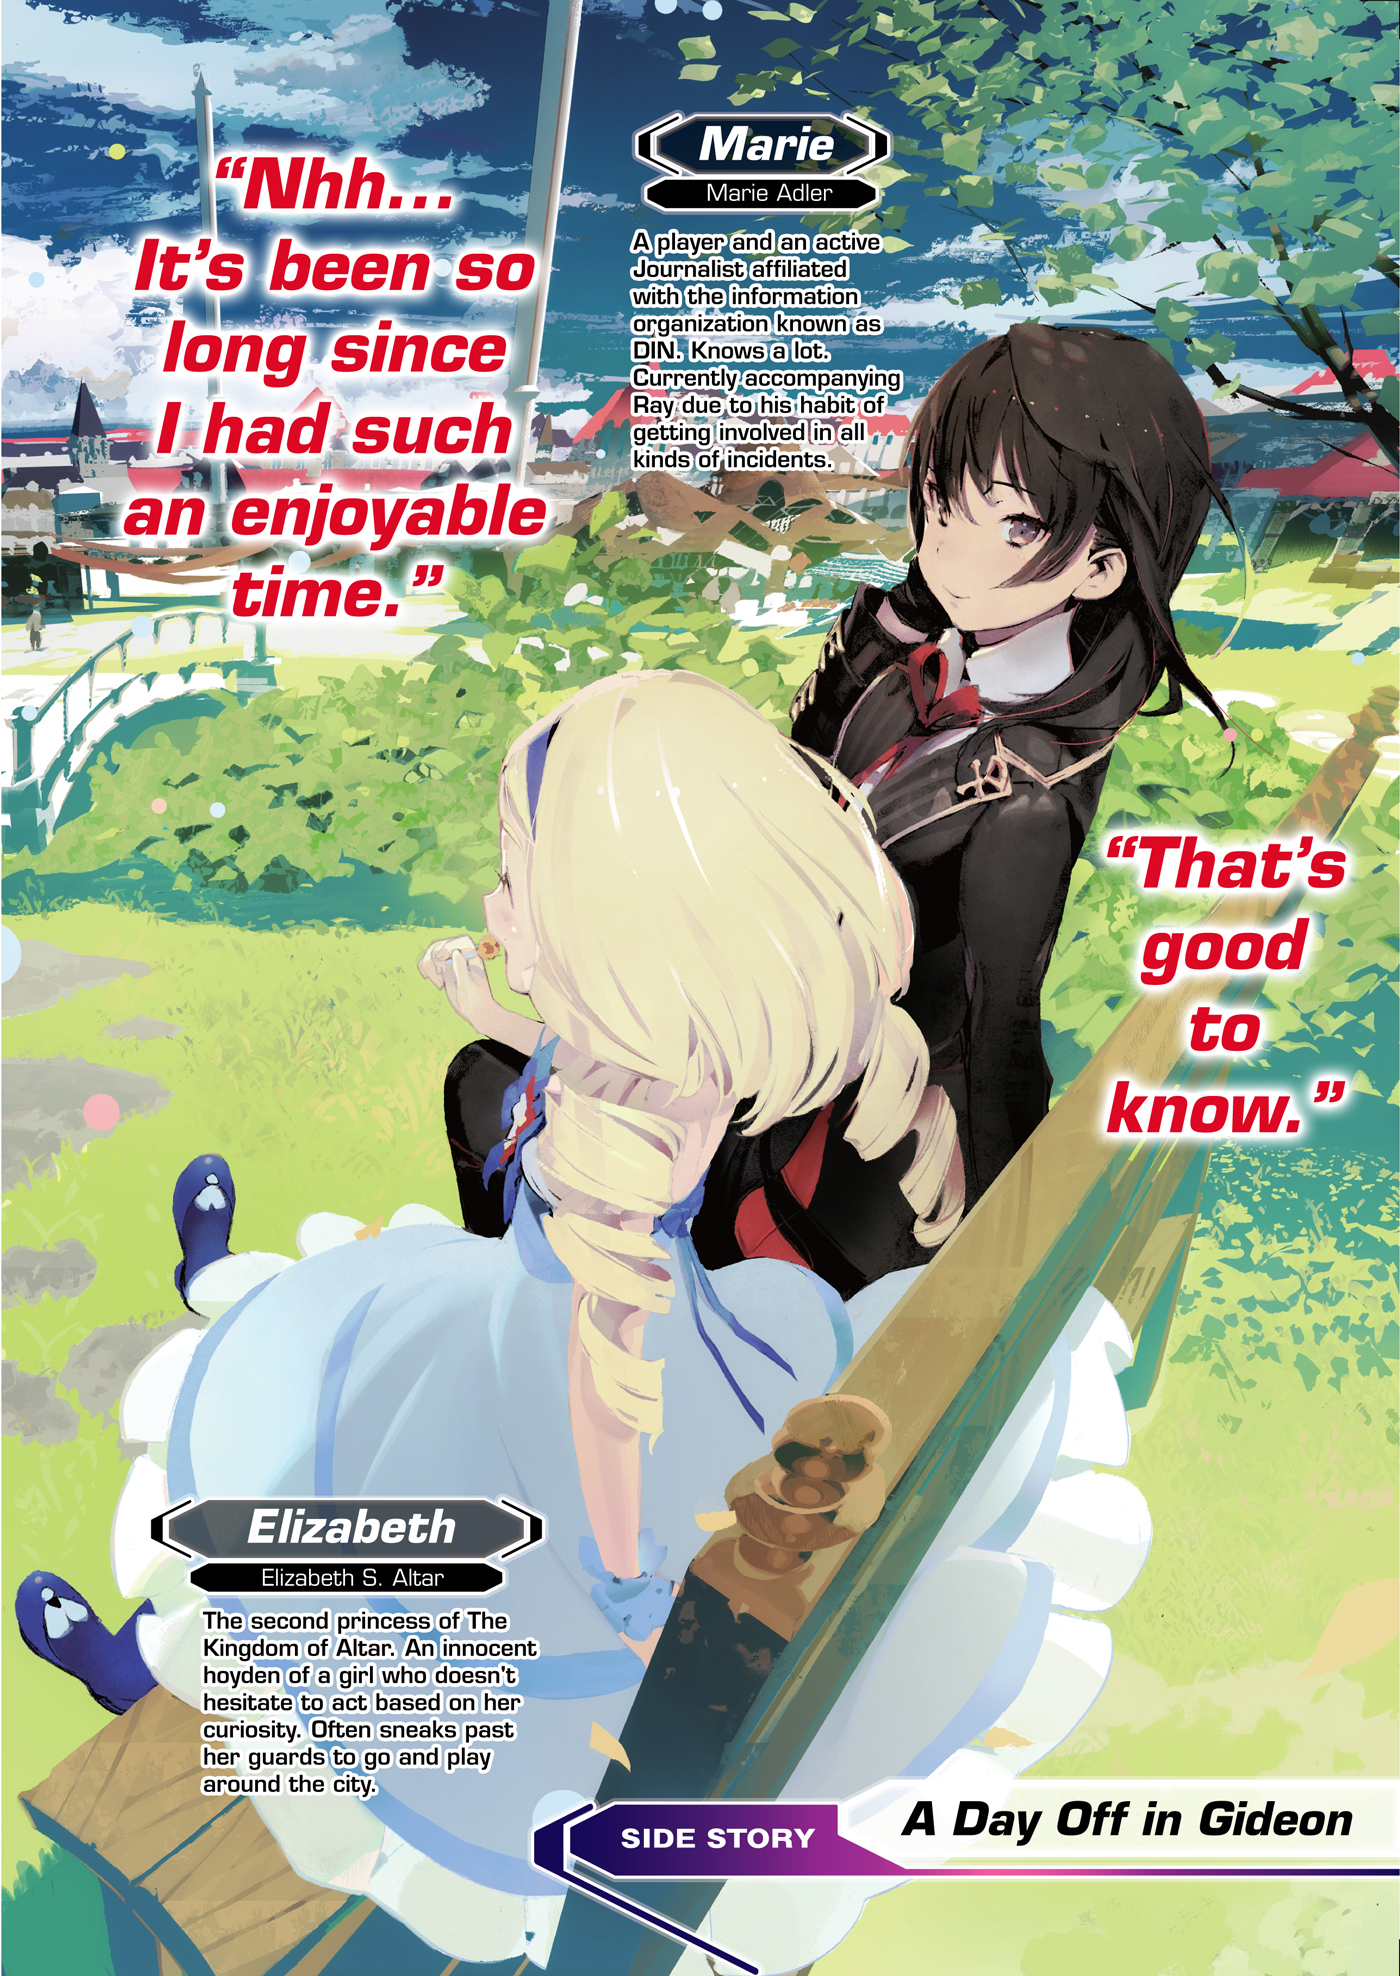 “Nhh...
It’s been so
long since
I had such
an enjoyable
time.”
Marie
Marie Adler
A player and an active
Journalist affiliated
with the information
organization known as
DIN. Knows a lot.
Currently accompanying
Ray due to his habit of
getting involved in all
kinds of incidents.
“That’s
good
to
know.”
Elizabeth
Elizabeth S. Altar
The second princess of The
Kingdom of Altar. An innocent
hoyden of a girl who doesn't
hesitate to act based on her
curiosity. Often sneaks past
her guards to go and play
around the city.
SIDE STORY
A Day Off in Gideon